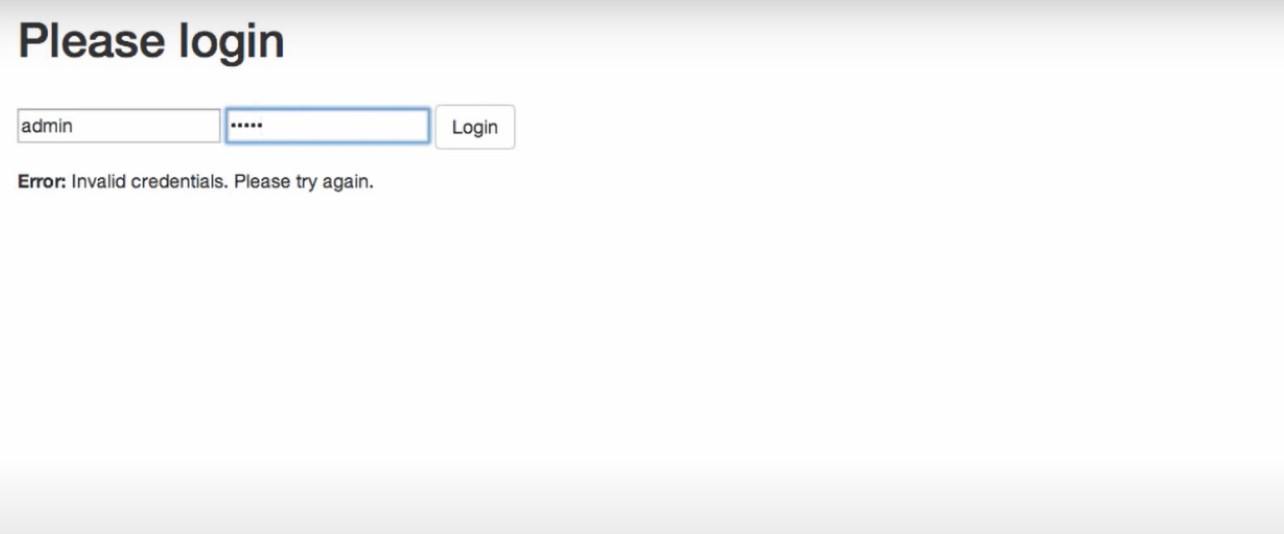 Please login
admin ••••• Login
Error: Invalid credentials. Please try again.